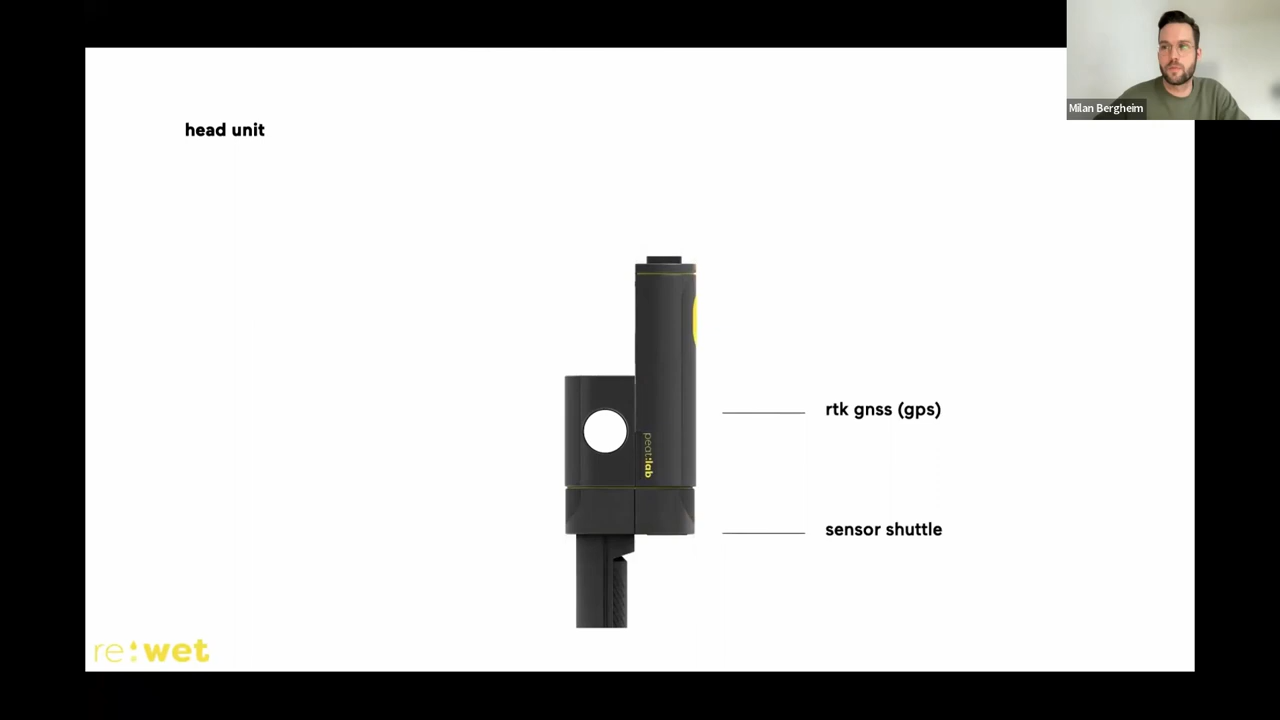 Milan Bergheim
head unit
rtk gnss (gps)
peat:lab
sensor shuttle
re:wet